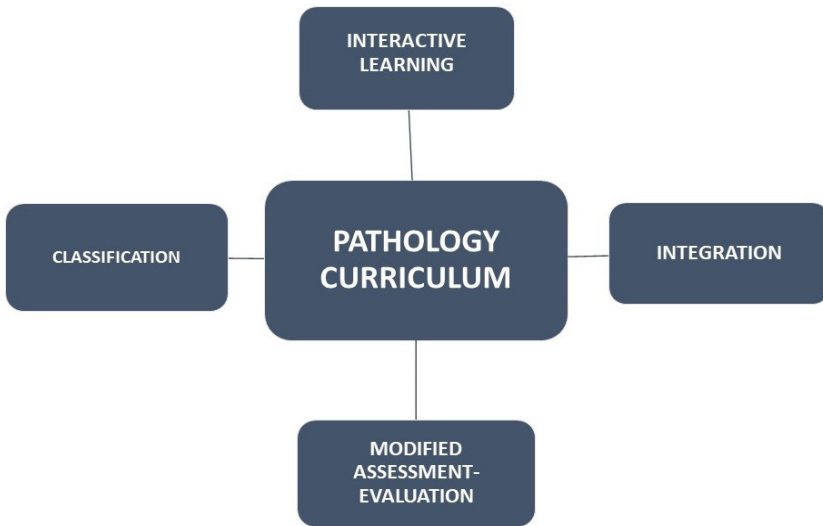 INTERACTIVE
LEARNING
CLASSIFICATION
PATHOLOGY
CURRICULUM
INTEGRATION
MODIFIED
ASSESSMENT-
EVALUATION